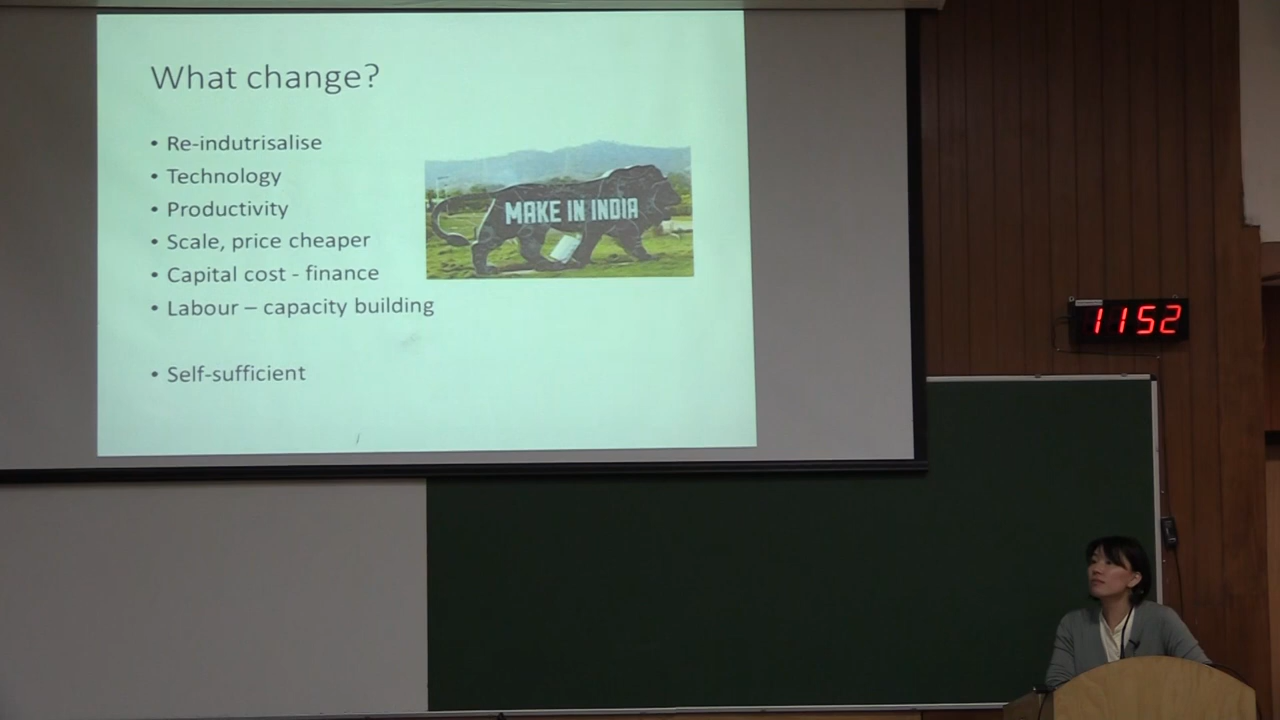 What change?
• Re-indutrisalise
• Technology
• Productivity
• Scale, price cheaper
• Capital cost - finance
• Labour – capacity building
• Self-sufficient
MAKE IN INDIA
1152